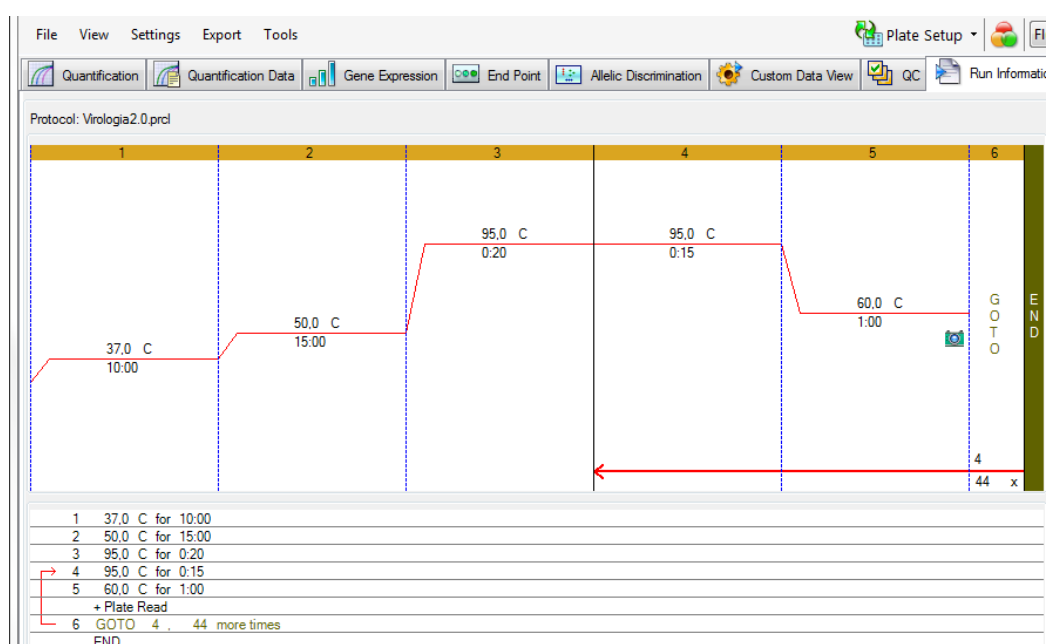 File View Settings Export Tools Plate Setup Fl
Quantification Quantification Data Gene Expression End Point Allelic Discrimination Custom Data View QC Run Informatio
Protocol: Virologia2.0.prcl
1 2 3 4 5 6
95,0 C 95,0 C
0:20 0:15
60,0 C
1:00
50,0 C
15:00
37,0 C
10:00
GOTO
END
4
44 x
1 37,0 C for 10:00
2 50,0 C for 15:00
3 95,0 C for 0:20
4 95,0 C for 0:15
5 60,0 C for 1:00
+ Plate Read
6 GOTO 4 , 44 more times
END